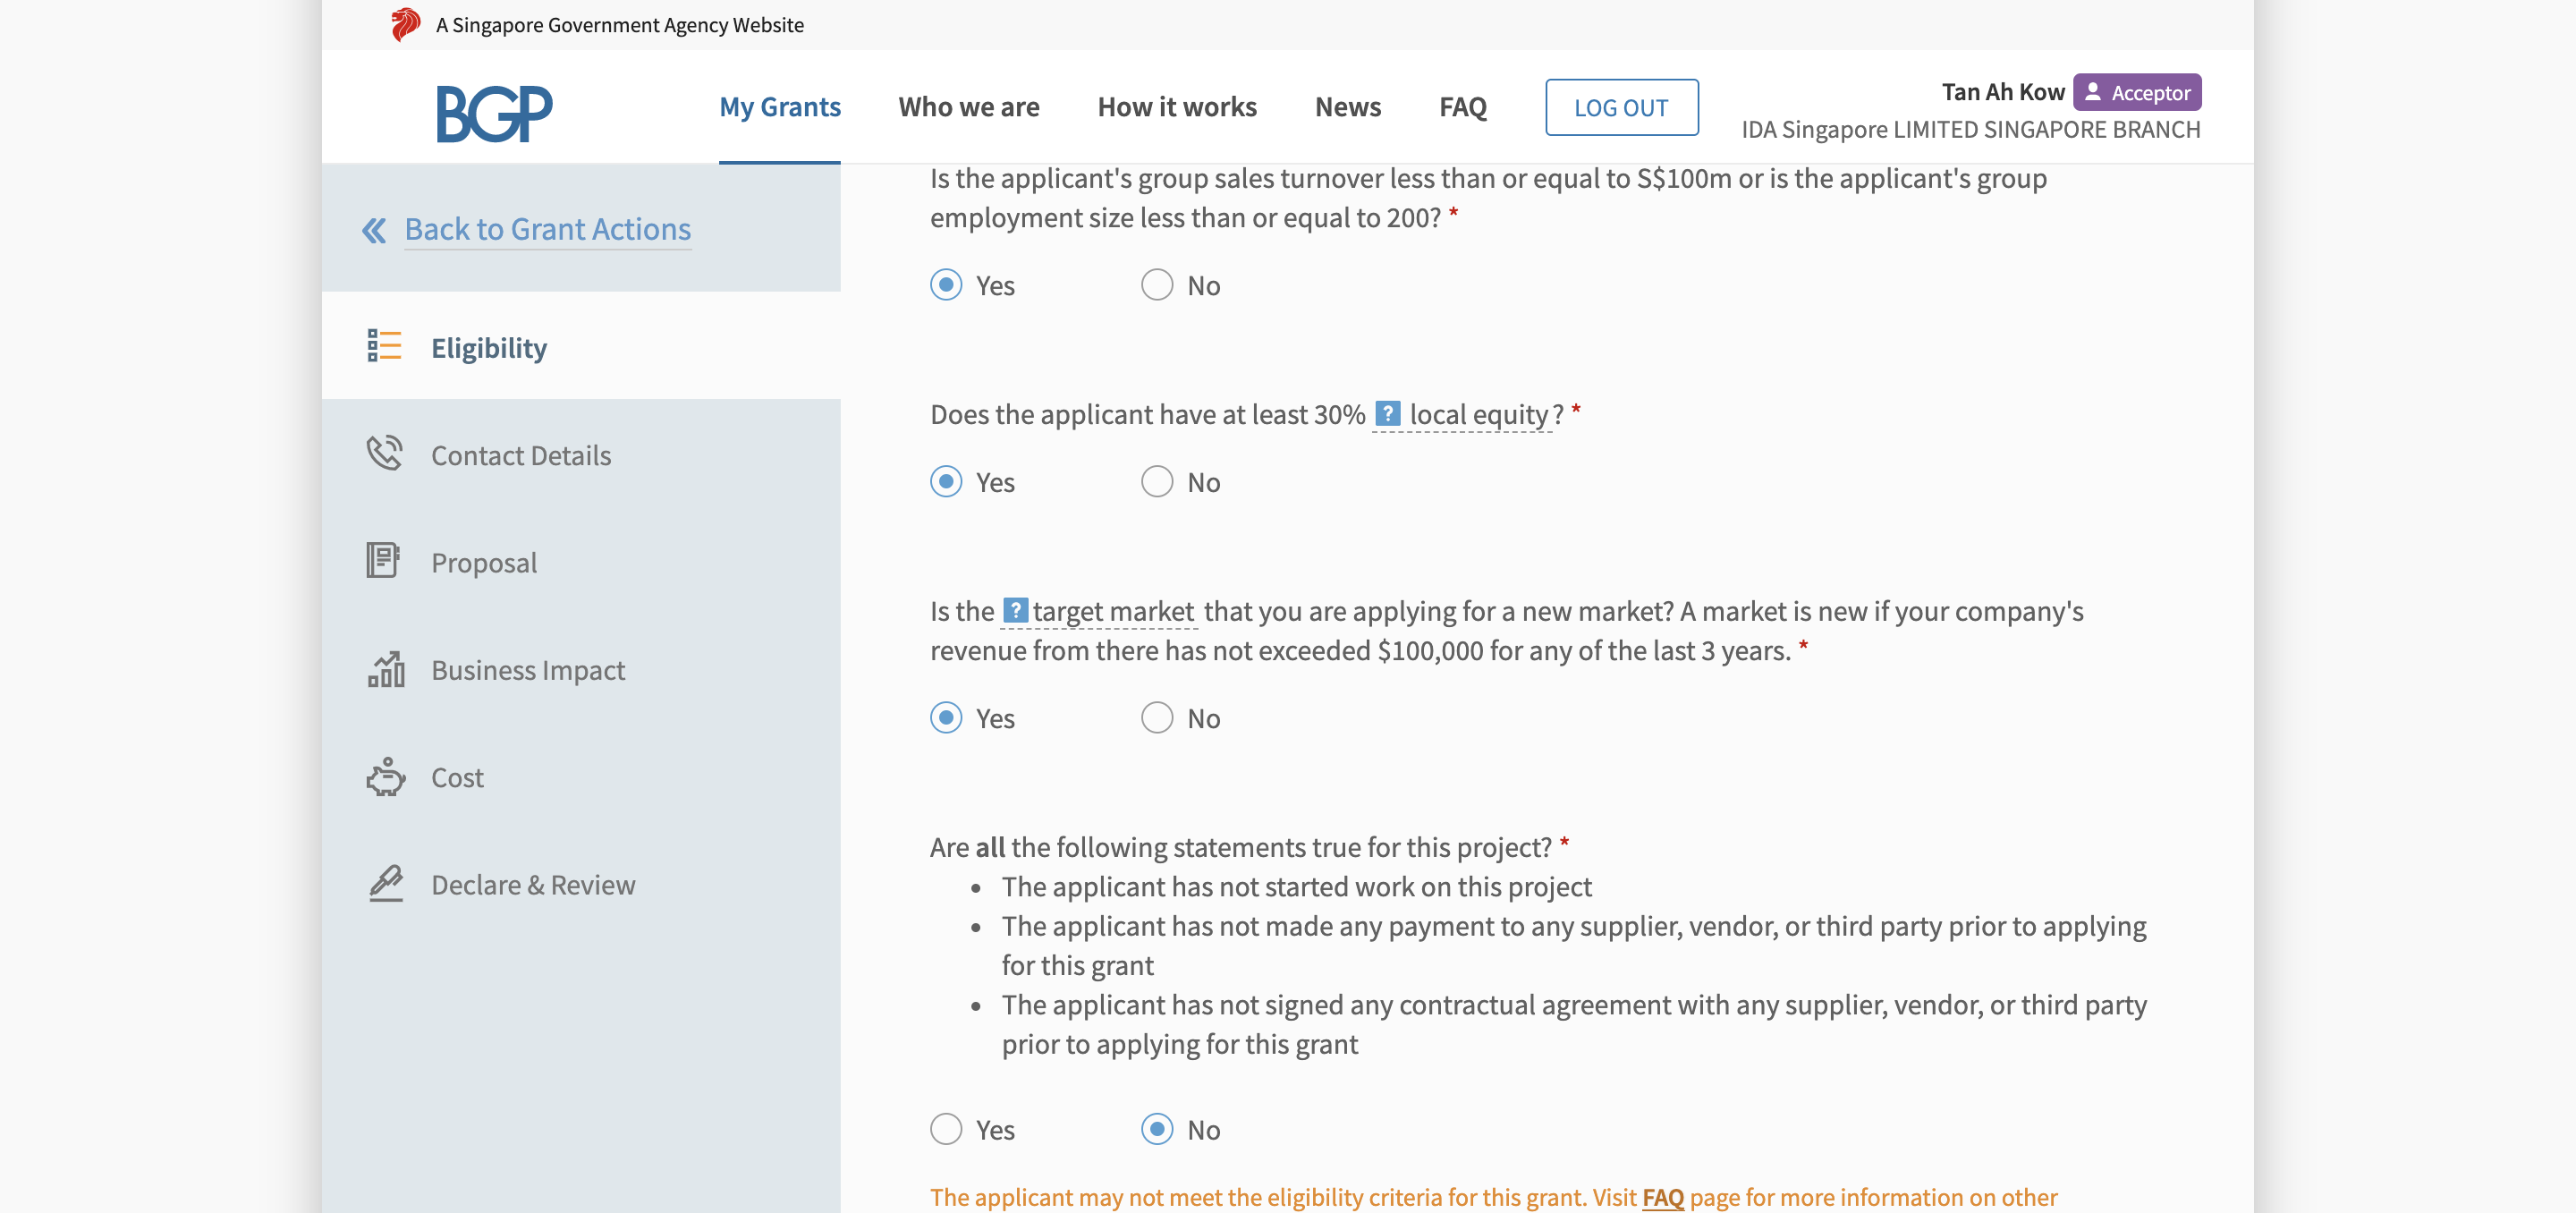 A Singapore Government Agency Website
BGP
My Grants
Who we are
How it works
News
FAQ
LOG OUT
Tan Ah Kow
Acceptor
IDA Singapore LIMITED SINGAPORE BRANCH
Back to Grant Actions
Eligibility
Contact Details
Proposal
Business Impact
Cost
Declare & Review
Is the applicant's group sales turnover less than or equal to S$100m or is the applicant's group
employment size less than or equal to 200? *
Yes
No
Does the applicant have at least 30% ? local equity? *
Yes
No
Is the ? target market that you are applying for a new market? A market is new if your company's
revenue from there has not exceeded $100,000 for any of the last 3 years. *
Yes
No
Are all the following statements true for this project? *
• The applicant has not started work on this project
• The applicant has not made any payment to any supplier, vendor, or third party prior to applying
for this grant
• The applicant has not signed any contractual agreement with any supplier, vendor, or third party
prior to applying for this grant
Yes
No
The applicant may not meet the eligibility criteria for this grant. Visit FAQ page for more information on other